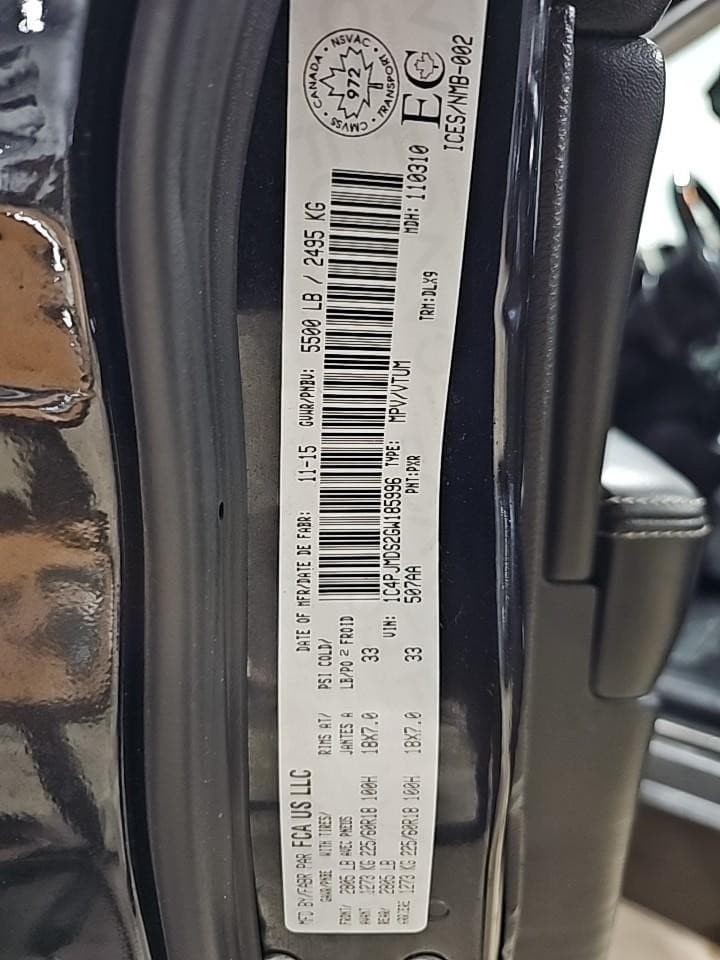 MFD BY/FABR PAR FCA US LLC
DATE OF MFR/DATE DE FABR: 11-15 GVWR/PNBV: 5500 LB / 2495 KG
GAWR/PNBE WITH TIRES/ RIMS AT/ PSI COLD/
FRONT/ 2805 LB AVEC PNEUS JANTES A LB/PO 2 FROID
AVANT 1273 KG 225/60R18 100H 18X7.0 33
REAR/ 2805 LB
ARRIERE 1273 KG 225/60R18 100H 18X7.0 33
VIN: 1C4PJMDS2GW185996 TYPE: MPV/VTUM MDH: 110310
507AA PNT:PXR TRM:DLX9
CANADA • NSVAC • TRANSPORT • CMVSS •
972
EC
ICES/NMB-002